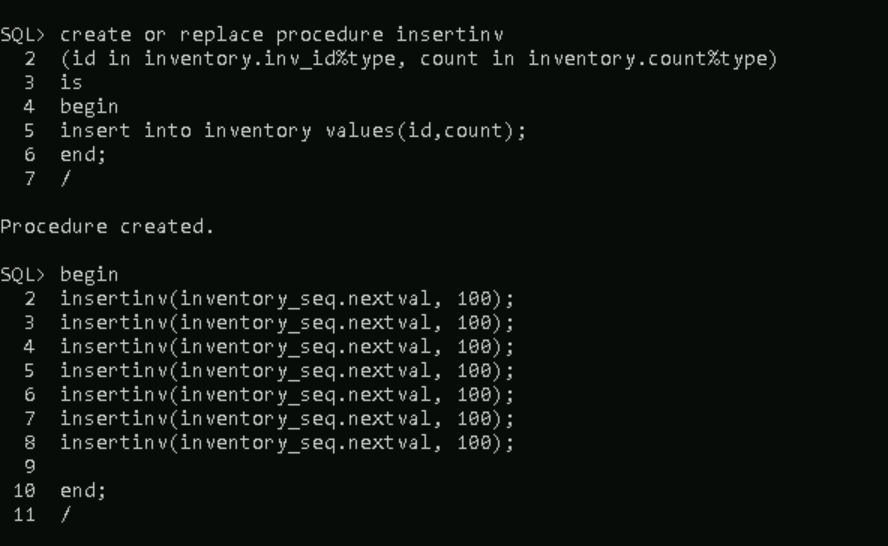 SQL> create or replace procedure insertinv
2 (id in inventory.inv_id%type, count in inventory.count%type)
3 is
4 begin
5 insert into inventory values(id,count);
6 end;
7 /
Procedure created.
SQL> begin
2 insertinv(inventory_seq.nextval, 100);
3 insertinv(inventory_seq.nextval, 100);
4 insertinv(inventory_seq.nextval, 100);
5 insertinv(inventory_seq.nextval, 100);
6 insertinv(inventory_seq.nextval, 100);
7 insertinv(inventory_seq.nextval, 100);
8 insertinv(inventory_seq.nextval, 100);
9
10 end;
11 /